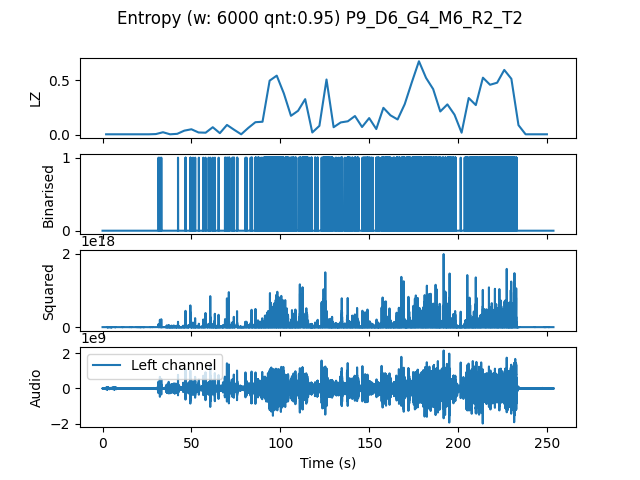 Entropy (w: 6000 qnt:0.95) P9_D6_G4_M6_R2_T2
LZ
0.5
0.0
Binarised
1
0
1e18
Squared
2
0
1e9
Audio
2
0
−2
Left channel
0 50 100 150 200 250
Time (s)